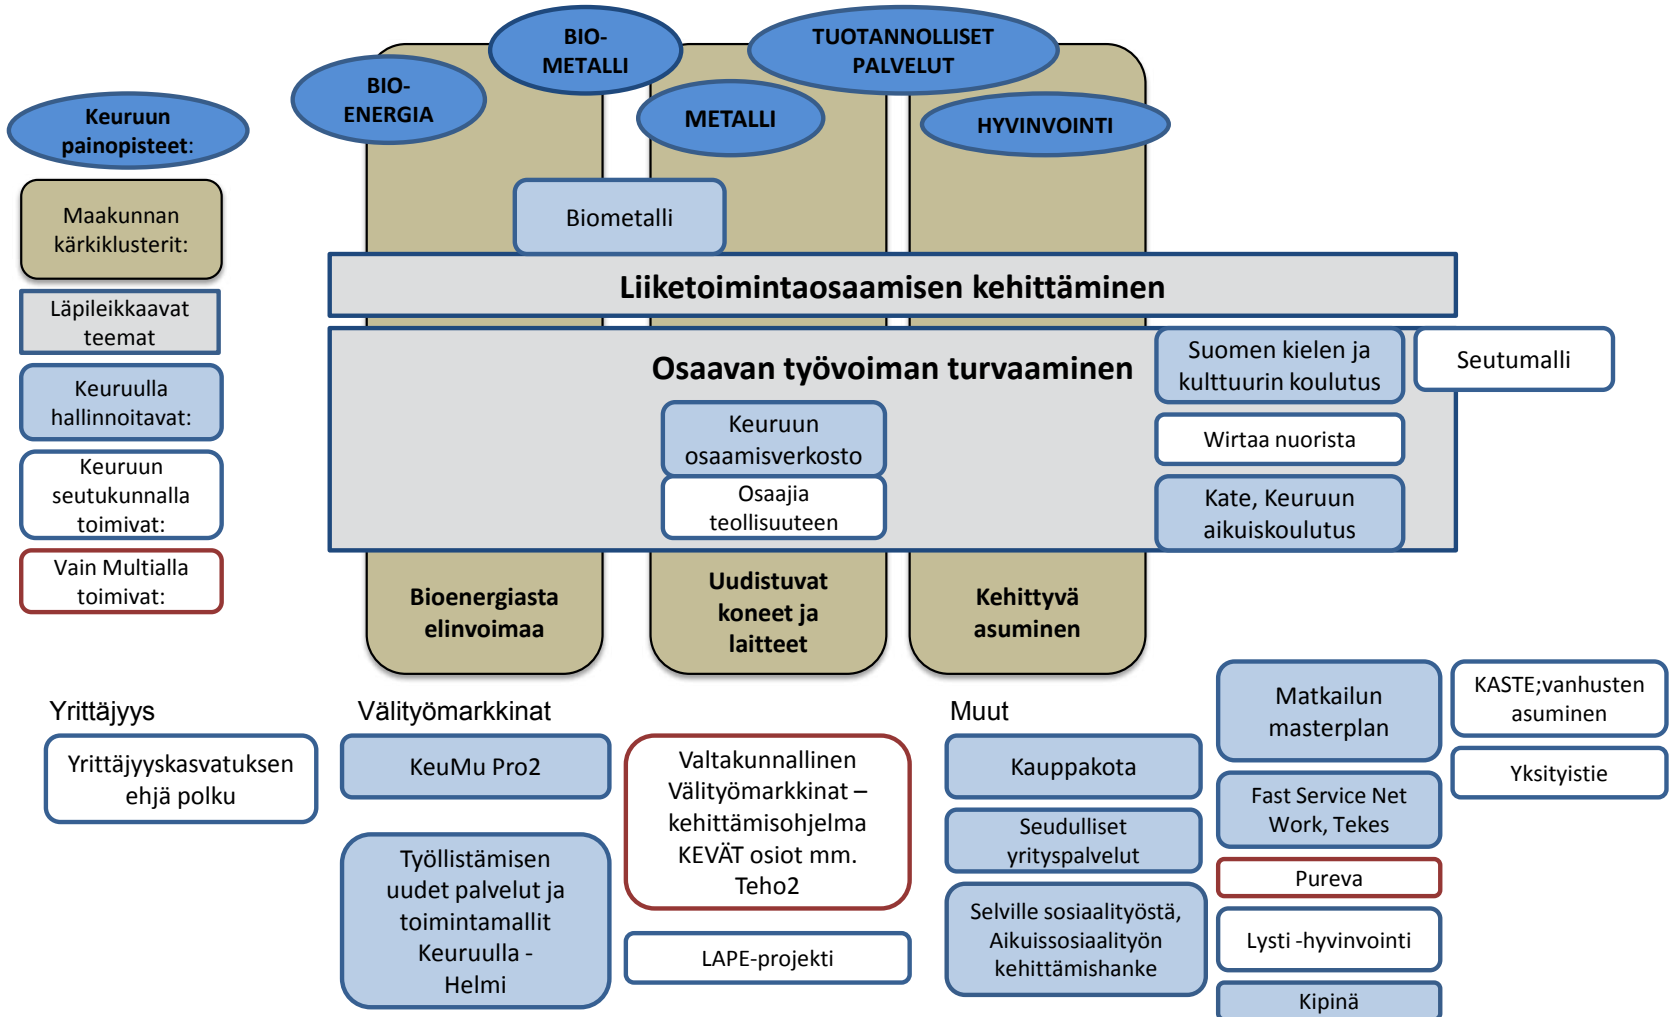 Keuruun
painopisteet:
Maakunnan
kärkiklusterit:
Läpileikkaavat
teemat
Keuruulla
hallinnoitavat:
Keuruun
seutukunnalla
toimivat:
Vain Multialla
toimivat:
BIO-
ENERGIA
BIO-
METALLI
METALLI
TUOTANNOLLISET
PALVELUT
HYVINVOINTI
Biometalli
Liiketoimintaosaamisen kehittäminen
Osaavan työvoiman turvaaminen
Keuruun
osaamisverkosto
Osaajia
teollisuuteen
Suomen kielen ja
kulttuurin koulutus
Seutumalli
Wirtaa nuorista
Kate, Keuruun
aikuiskoulutus
Bioenergiasta
elinvoimaa
Uudistuvat
koneet ja
laitteet
Kehittyvä
asuminen
Yrittäjyys
Yrittäjyyskasvatuksen
ehjä polku
Välityömarkkinat
KeuMu Pro2
Työllistämisen
uudet palvelut ja
toimintamallit
Keuruulla -
Helmi
Valtakunnallinen
Välityömarkkinat –
kehittämisohjelma
KEVÄT osiot mm.
Teho2
LAPE-projekti
Muut
Kauppakota
Seudulliset
yrityspalvelut
Selville sosiaalityöstä,
Aikuissosiaalityön
kehittämishanke
Matkailun
masterplan
Fast Service Net
Work, Tekes
Pureva
Lysti -hyvinvointi
Kipinä
KASTE;vanhusten
asuminen
Yksityistie